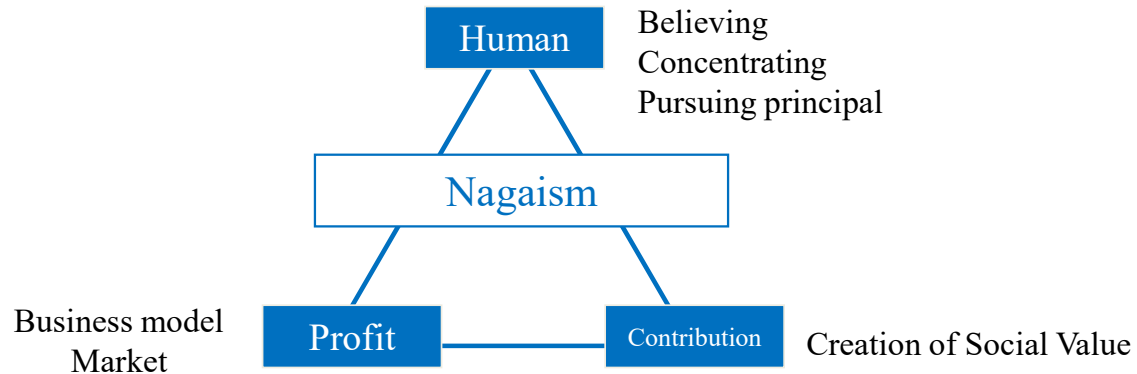 Human
Believing
Concentrating
Pursuing principal
Nagaism
Business model
Market
Profit
Contribution
Creation of Social Value